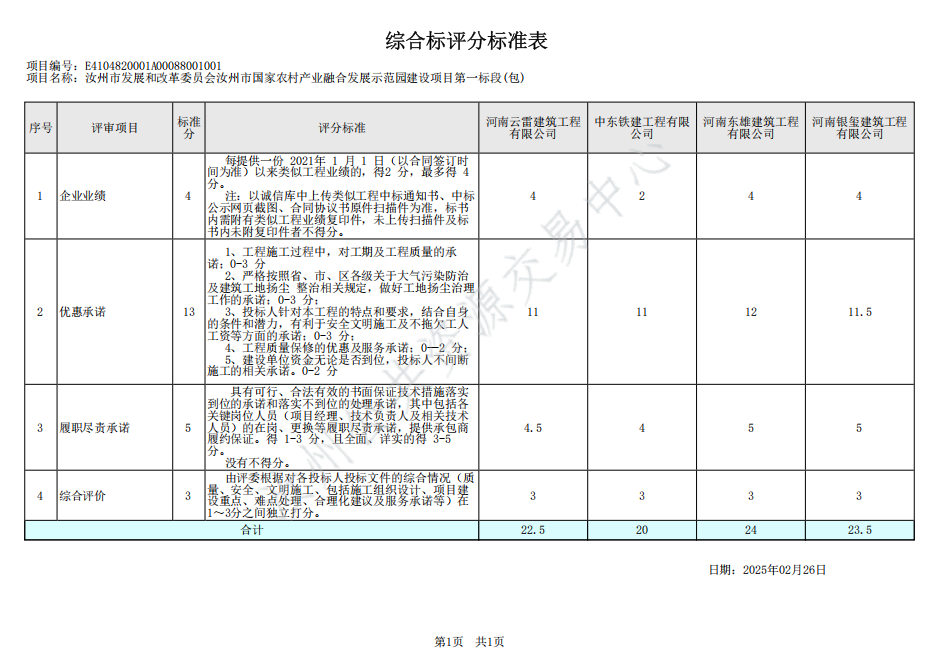 综合标评分标准表
项目编号: E4104820001A00088001001
项目名称: 汝州市发展和改革委员会汝州市国家农村产业融合发展示范园建设项目第一标段(包)
序号 评审项目 标准分 评分标准 河南云雷建筑工程有限公司 中东铁建工程有限公司 河南东雄建筑工程有限公司 河南银玺建筑工程有限公司
1 企业业绩 4
每提供一份 2021年 1 月 1 日（以合同签订时
间为准）以来类似工程业绩的，得2 分，最多得 4
分。
注：以诚信库中上传类似工程中标通知书、中标
公示网页截图、合同协议书原件扫描件为准，标书
内需附有类似工程业绩复印件，未上传扫描件及标
书内未附复印件者不得分。
4 2 4 4
2 优惠承诺 13
1、工程施工过程中，对工期及工程质量的承
诺；0-3 分
2、严格按照省、市、区各级关于大气污染防治
及建筑工地扬尘 整治相关规定，做好工地扬尘治理
工作的承诺；0-3 分；
3、投标人针对本工程的特点和要求，结合自身
的条件和潜力，有利于安全文明施工及不拖欠工人
工资等方面的承诺；0-3 分；
4、工程质量保修的优惠及服务承诺；0—2 分；
5、建设单位资金无论是否到位，投标人不间断
施工的相关承诺。0-2 分
11 11 12 11.5
3 履职尽责承诺 5
具有可行、合法有效的书面保证技术措施落实
到位的承诺和落实不到位的处理承诺，其中包括各
关键岗位人员（项目经理、技术负责人及相关技术
人员）的在岗、更换等履职尽责承诺，提供承包商
履约保证。得 1-3 分，且全面、详实的得 3-5
分。
没有不得分。
4.5 4 5 5
4 综合评价 3
由评委根据对各投标人投标文件的综合情况（质
量、安全、文明施工、包括施工组织设计、项目建
设重点、难点处理、合理化建议及服务承诺等）在
1～3分之间独立打分。
3 3 3 3
合计 22.5 20 24 23.5
日期: 2025年02月26日
第1页 共1页
州 共资源交易中心